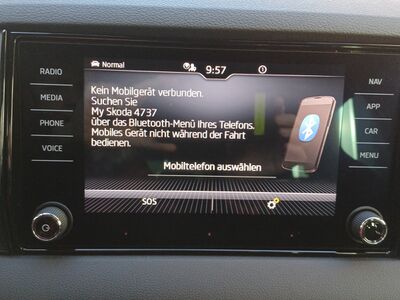 RADIO
MEDIA
PHONE
VOICE
Normal
9:57
Kein Mobilgerät verbunden.
Suchen Sie
My Skoda 4737
über das Bluetooth-Menü ihres Telefons.
Mobiles Gerät nicht während der Fahrt
bedienen.
Mobiltelefon auswählen
SOS
NAV
APP
CAR
MENU